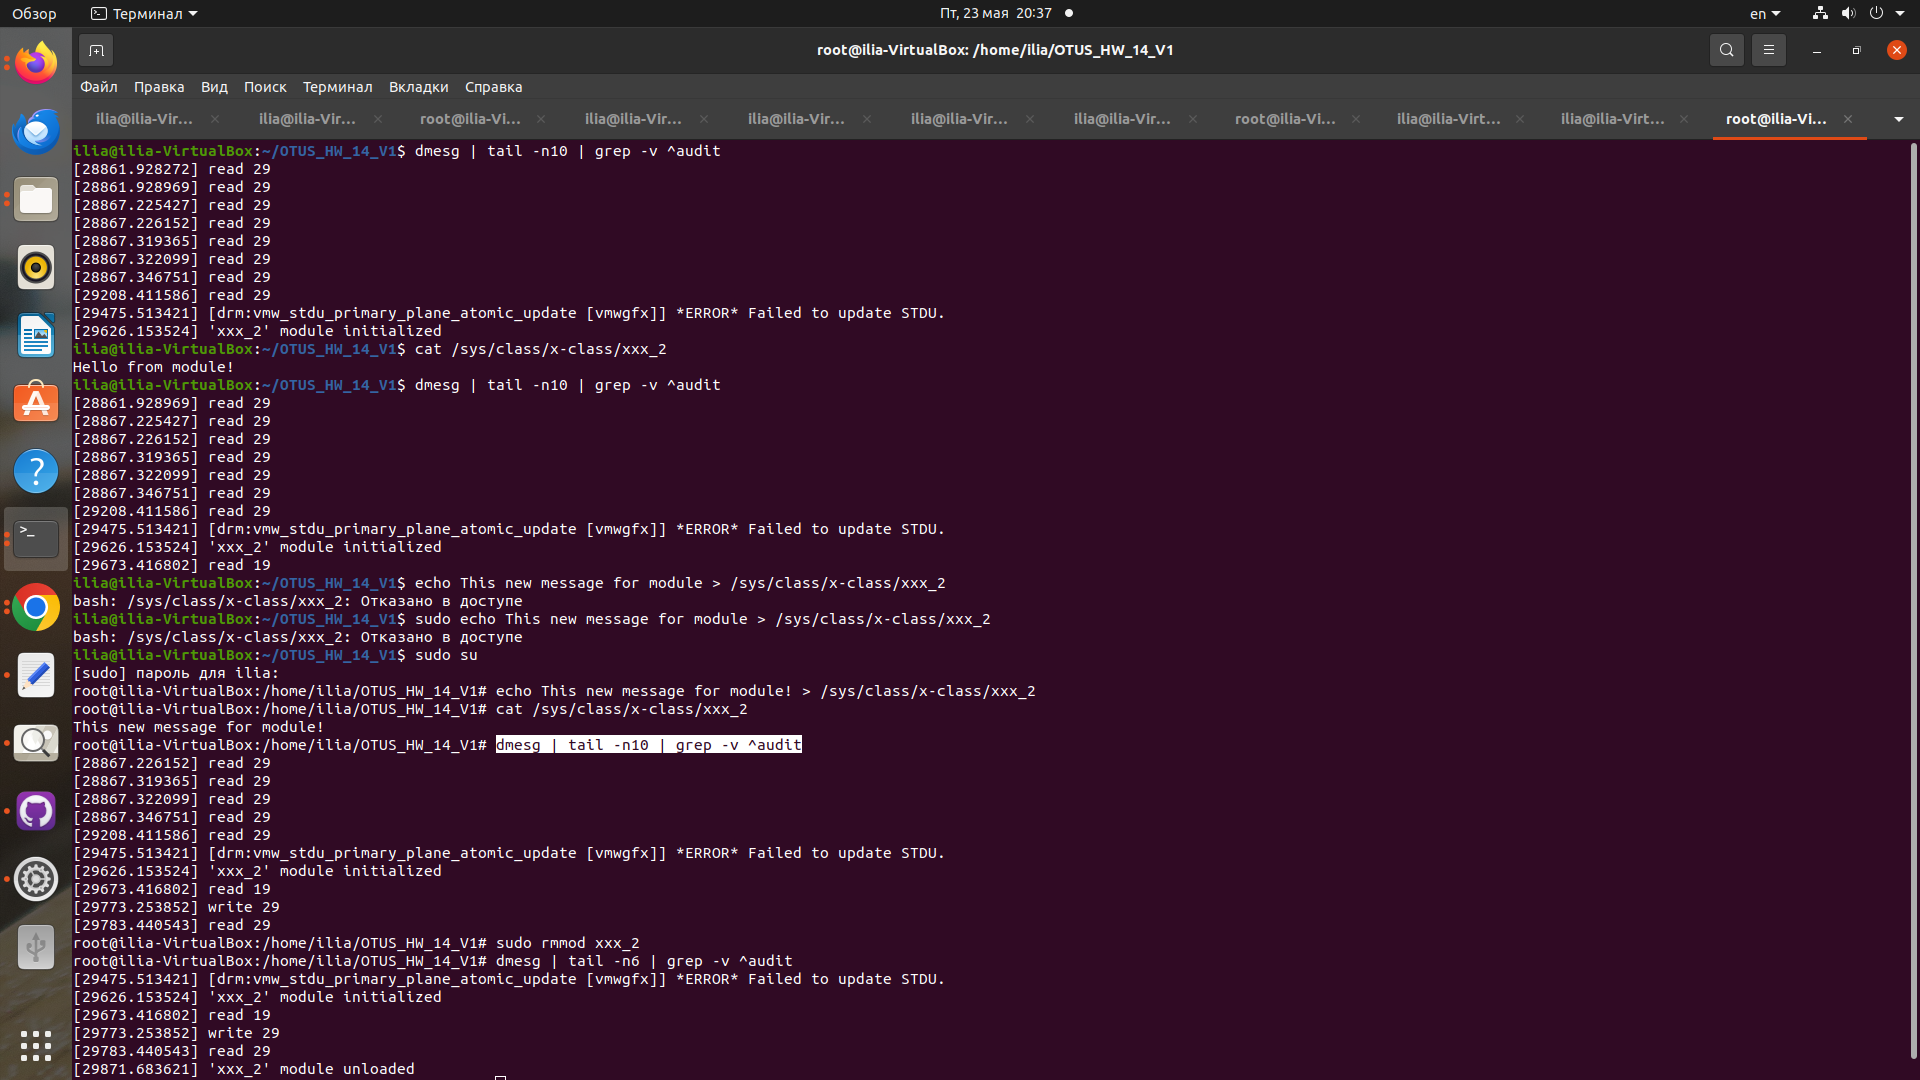 Обзор
Терминал
Пт, 23 мая 20:37
en
root@ilia-VirtualBox: /home/ilia/OTUS_HW_14_V1
Файл Правка Вид Поиск Терминал Вкладки Справка
ilia@ilia-Vir... ilia@ilia-Vir... root@ilia-Vi... ilia@ilia-Vir... ilia@ilia-Vir... ilia@ilia-Vir... ilia@ilia-Vir... root@ilia-Vi... ilia@ilia-Virt... ilia@ilia-Virt... root@ilia-Vi...
ilia@ilia-VirtualBox:~/OTUS_HW_14_V1$ dmesg | tail -n10 | grep -v ^audit
[28861.928272] read 29
[28861.928969] read 29
[28867.225427] read 29
[28867.226152] read 29
[28867.319365] read 29
[28867.322099] read 29
[28867.346751] read 29
[29208.411586] read 29
[29475.513421] [drm:vmw_stdu_primary_plane_atomic_update [vmwgfx]] *ERROR* Failed to update STDU.
[29626.153524] 'xxx_2' module initialized
ilia@ilia-VirtualBox:~/OTUS_HW_14_V1$ cat /sys/class/x-class/xxx_2
Hello from module!
ilia@ilia-VirtualBox:~/OTUS_HW_14_V1$ dmesg | tail -n10 | grep -v ^audit
[28861.928969] read 29
[28867.225427] read 29
[28867.226152] read 29
[28867.319365] read 29
[28867.322099] read 29
[28867.346751] read 29
[29208.411586] read 29
[29475.513421] [drm:vmw_stdu_primary_plane_atomic_update [vmwgfx]] *ERROR* Failed to update STDU.
[29626.153524] 'xxx_2' module initialized
[29673.416802] read 19
ilia@ilia-VirtualBox:~/OTUS_HW_14_V1$ echo This new message for module > /sys/class/x-class/xxx_2
bash: /sys/class/x-class/xxx_2: Отказано в доступе
ilia@ilia-VirtualBox:~/OTUS_HW_14_V1$ sudo echo This new message for module > /sys/class/x-class/xxx_2
bash: /sys/class/x-class/xxx_2: Отказано в доступе
ilia@ilia-VirtualBox:~/OTUS_HW_14_V1$ sudo su
[sudo] пароль для ilia:
root@ilia-VirtualBox:/home/ilia/OTUS_HW_14_V1# echo This new message for module! > /sys/class/x-class/xxx_2
root@ilia-VirtualBox:/home/ilia/OTUS_HW_14_V1# cat /sys/class/x-class/xxx_2
This new message for module!
root@ilia-VirtualBox:/home/ilia/OTUS_HW_14_V1# dmesg | tail -n10 | grep -v ^audit
[28867.226152] read 29
[28867.319365] read 29
[28867.322099] read 29
[28867.346751] read 29
[29208.411586] read 29
[29475.513421] [drm:vmw_stdu_primary_plane_atomic_update [vmwgfx]] *ERROR* Failed to update STDU.
[29626.153524] 'xxx_2' module initialized
[29673.416802] read 19
[29773.253852] write 29
[29783.440543] read 29
root@ilia-VirtualBox:/home/ilia/OTUS_HW_14_V1# sudo rmmod xxx_2
root@ilia-VirtualBox:/home/ilia/OTUS_HW_14_V1# dmesg | tail -n6 | grep -v ^audit
[29475.513421] [drm:vmw_stdu_primary_plane_atomic_update [vmwgfx]] *ERROR* Failed to update STDU.
[29626.153524] 'xxx_2' module initialized
[29673.416802] read 19
[29773.253852] write 29
[29783.440543] read 29
[29871.683621] 'xxx_2' module unloaded